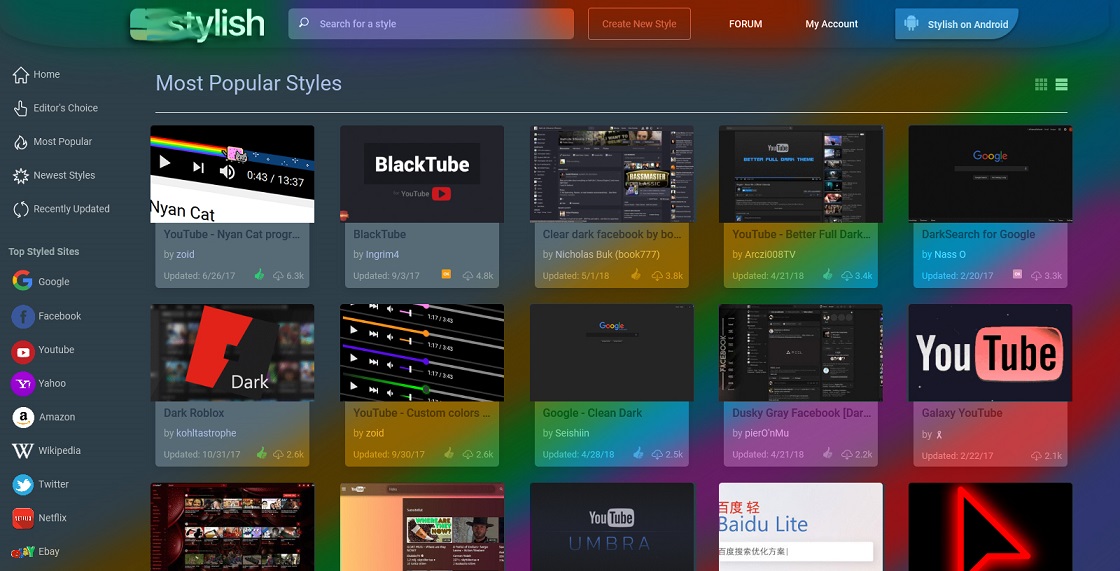 stylish
Search for a style
Create New Style
FORUM
My Account
Stylish on Android
Home
Editor's Choice
Most Popular
Newest Styles
Recently Updated
Top Styled Sites
Google
Facebook
Youtube
Yahoo
Amazon
Wikipedia
Twitter
Netflix
Ebay
Most Popular Styles
0:43 / 13:37
Nyan Cat
YouTube - Nyan Cat progr...
by zoid
Updated: 6/26/17 6.3k
BlackTube
by YouTube
BlackTube
by Ingrim4
Updated: 9/3/17 4.8k
BASSMASTER
CLASSIC
Clear dark facebook by bo...
by Nicholas Buk (book777)
Updated: 5/1/18 3.8k
YouTube
BETTER FULL DARK THEME
YouTube - Better Full Dark...
by Arczi008TV
Updated: 4/21/18 3.4k
Google
DarkSearch for Google
by Nass O
Updated: 2/20/17 3.3k
Dark
Dark Roblox
by kohltastrophe
Updated: 10/31/17 2.6k
1:17 / 3:43
1:17 / 3:43
1:17 / 3:43
1:17 / 3:43
YouTube - Custom colors ...
by zoid
Updated: 9/30/17 2.6k
Google
Google - Clean Dark
by Seishiin
Updated: 4/28/18 2.5k
FACEBOOK
Dusky Gray Facebook [Dar...
by pierO'nMu
Updated: 4/21/18 2.2k
YouTube
Galaxy YouTube
by
Updated: 2/22/17 2.1k
WHERE ARE
THEY NOW?
YouTube
UMBRA
百度 轻
Baidu Lite
百度搜索优化方案